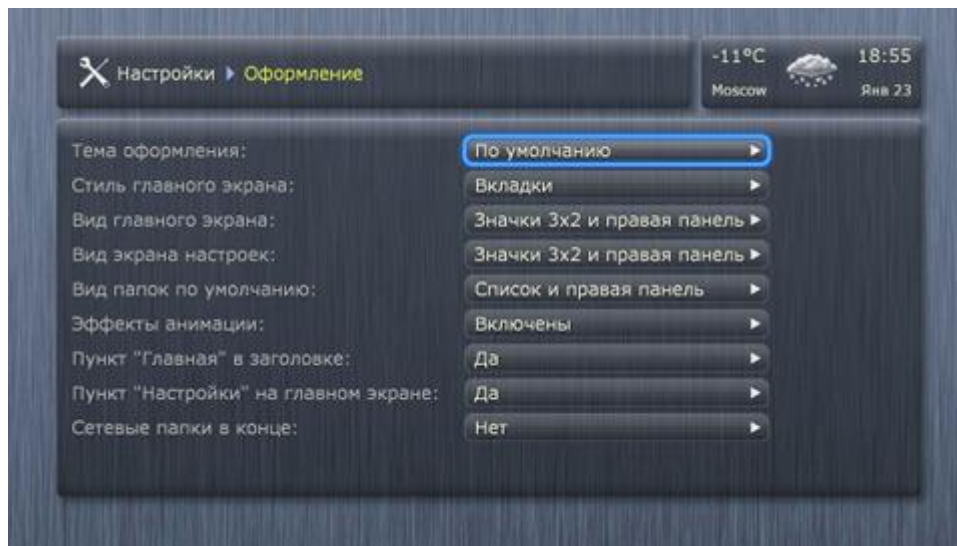 Настройки Оформление
-11°C 18:55
Moscow Янв 23
Тема оформления: По умолчанию
Стиль главного экрана: Вкладки
Вид главного экрана: Значки 3x2 и правая панель
Вид экрана настроек: Значки 3x2 и правая панель
Вид папок по умолчанию: Список и правая панель
Эффекты анимации: Включены
Пункт "Главная" в заголовке: Да
Пункт "Настройки" на главном экране: Да
Сетевые папки в конце: Нет